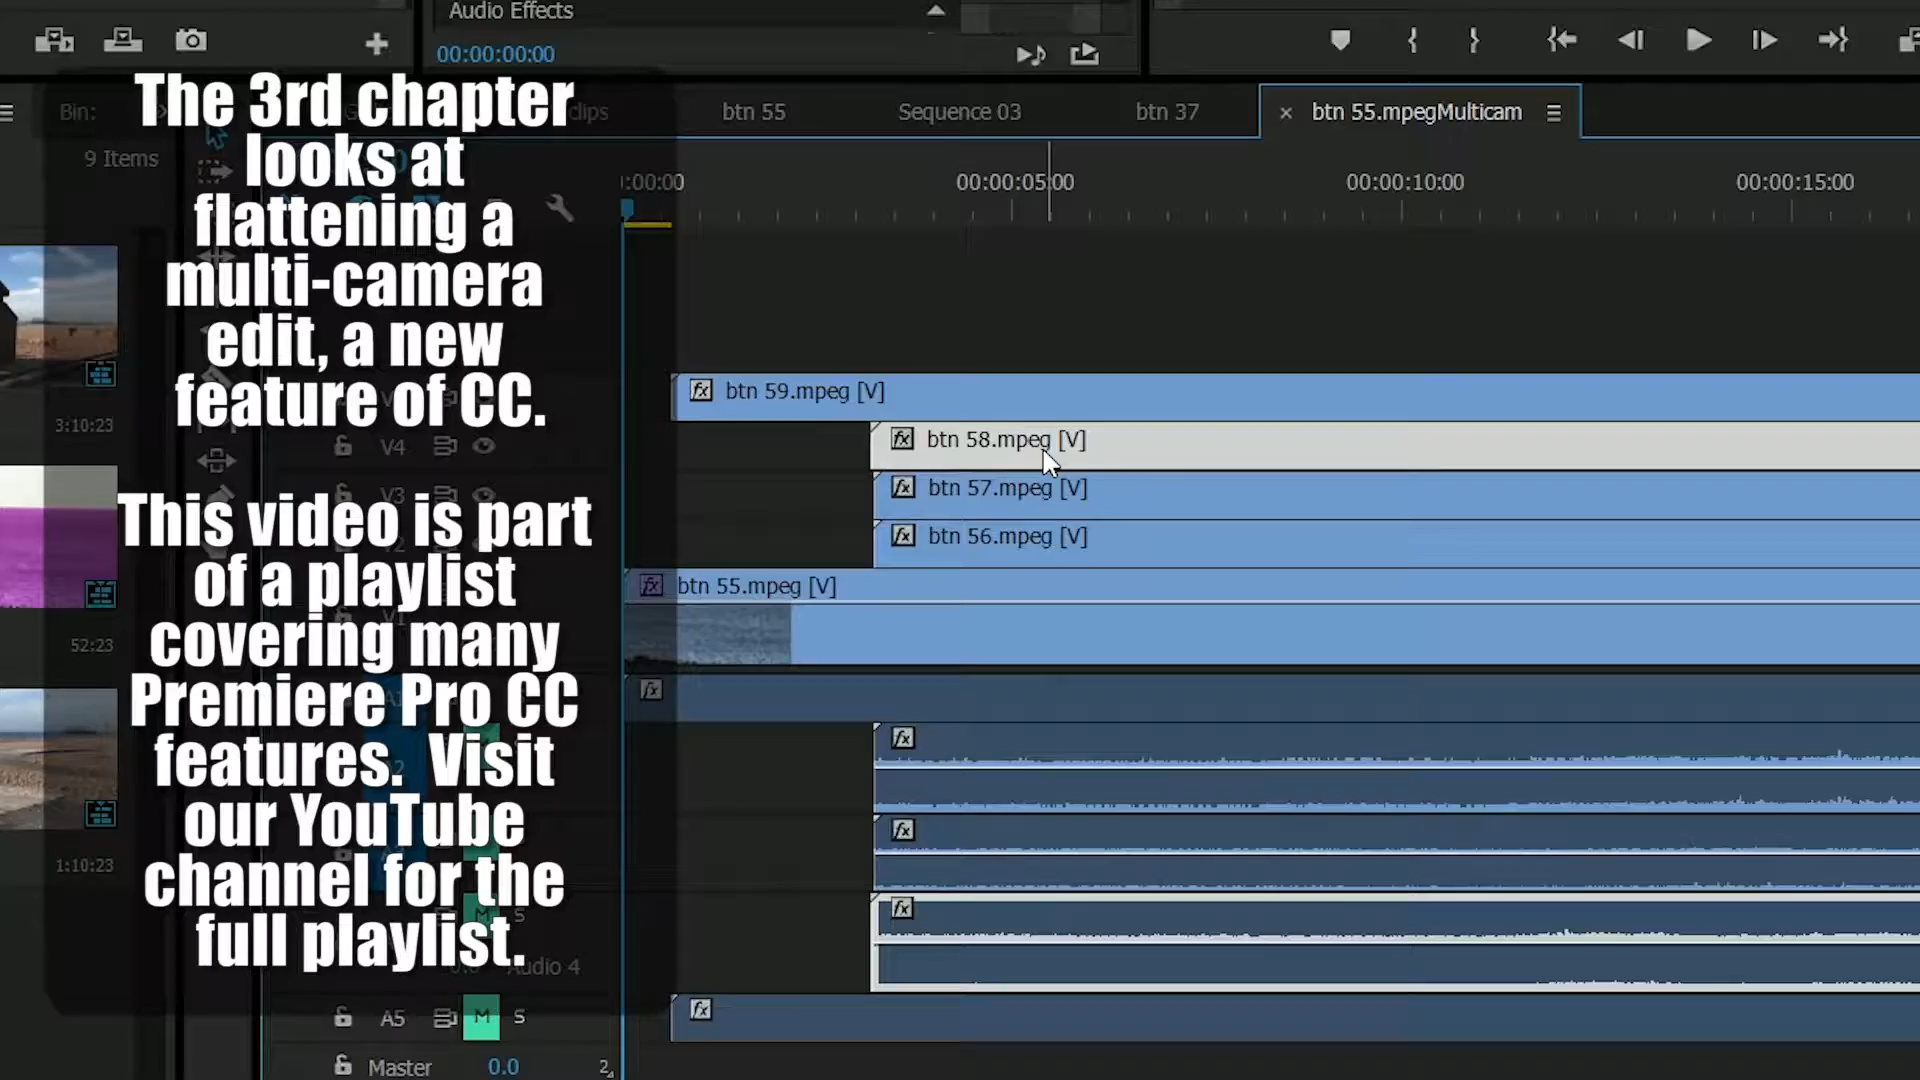 Audio Effects
00:00:00:00
The 3rd chapter
looks at
flattening a
multi-camera
edit, a new
feature of CC.
This video is part
of a playlist
covering many
Premiere Pro CC
features.  Visit
our YouTube
channel for the
full playlist.
Bin:
9 Items
3:10:23
52:23
1:10:23
clips
btn 55
Sequence 03
btn 37
× btn 55.mpegMulticam
:00:00
00:00:05:00
00:00:10:00
00:00:15:00
fx btn 59.mpeg [V]
V4
fx btn 58.mpeg [V]
V3
fx btn 57.mpeg [V]
V2
fx btn 56.mpeg [V]
fx btn 55.mpeg [V]
V1
A1
fx
A2
fx
fx
M S
fx
Audio 4
A5 M S
fx
Master 0.0 2